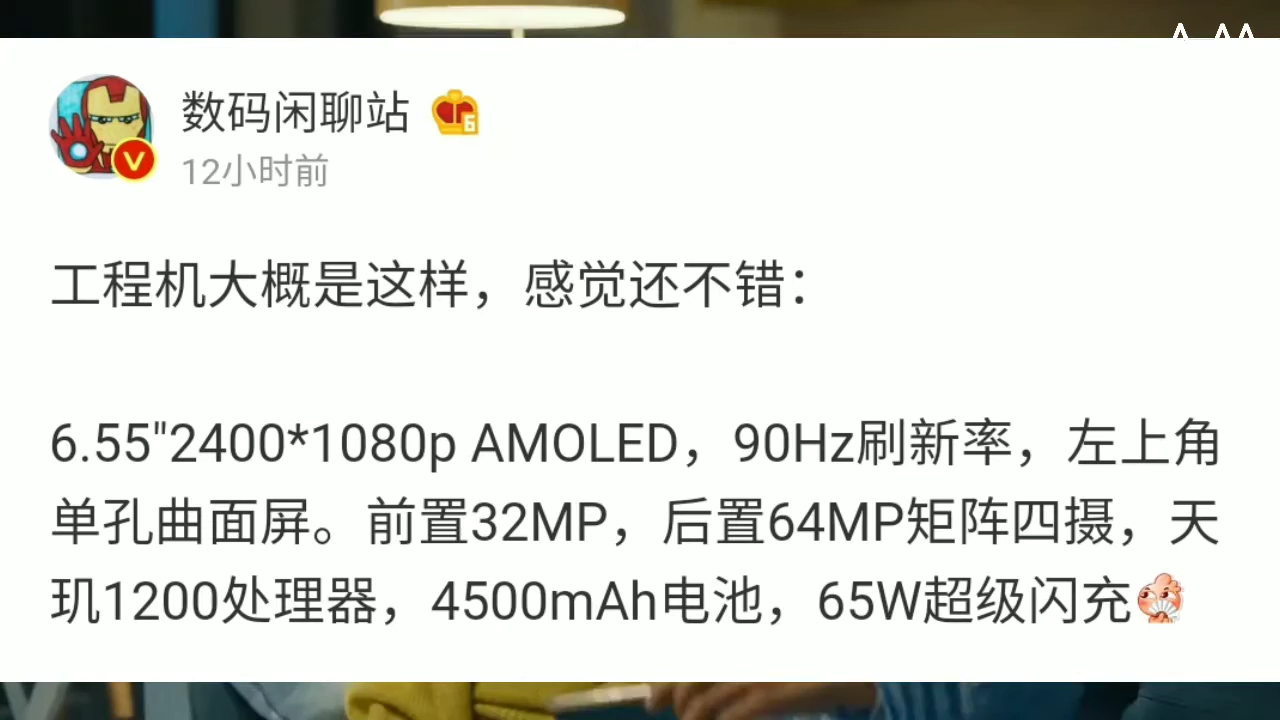 数码闲聊站
6
V
12小时前
工程机大概是这样，感觉还不错：
6.55"2400*1080p AMOLED，90Hz刷新率，左上角
单孔曲面屏。前置32MP，后置64MP矩阵四摄，天
玑1200处理器，4500mAh电池，65W超级闪充